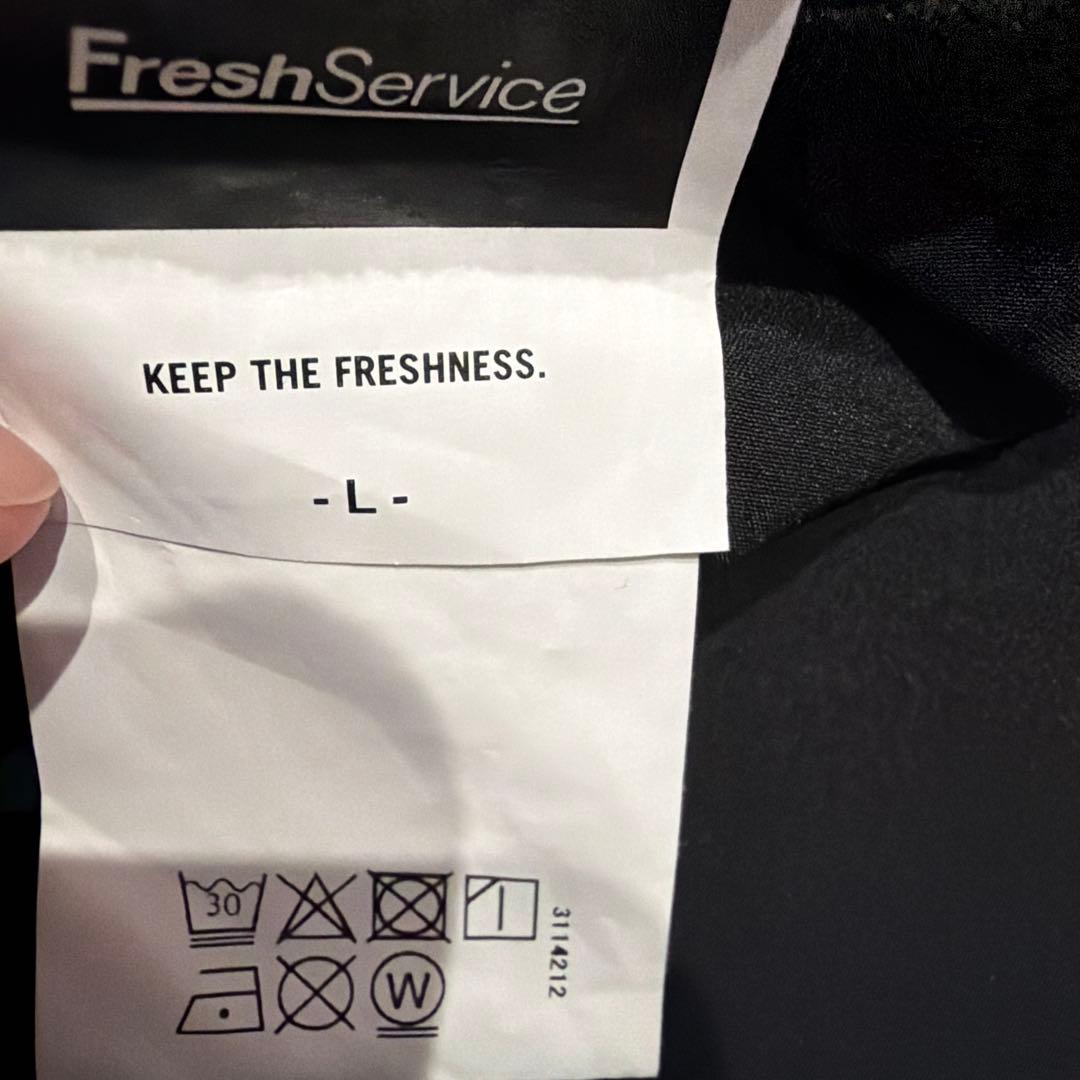 FreshService
KEEP THE FRESHNESS.
- L -
30
W
3114212